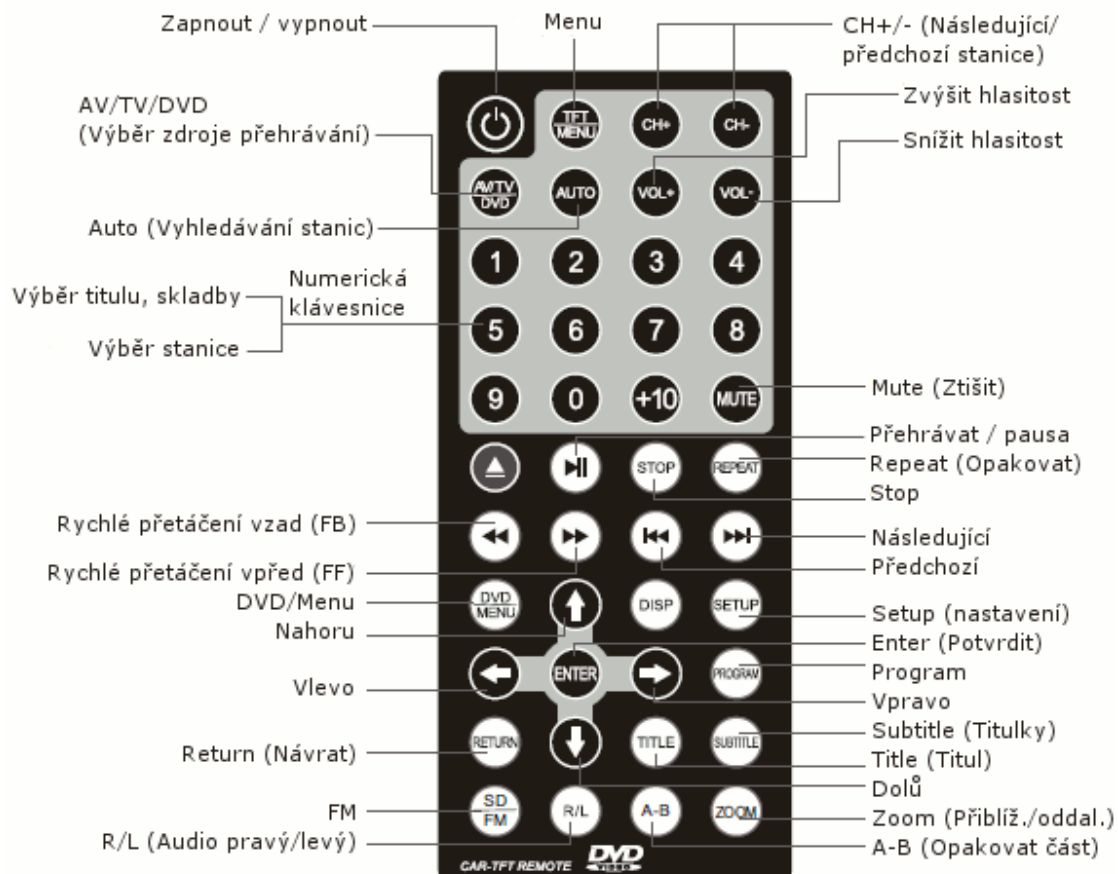 Zapnout / vypnout
Menu
CH+/- (Následující/
předchozí stanice)
AV/TV/DVD
(Výběr zdroje přehrávání)
Zvýšit hlasitost
Snížit hlasitost
TFT
MENU
CH+
CH-
AV/TV
DVD
AUTO
VOL+
VOL-
Auto (Vyhledávání stanic)
1
2
3
4
Výběr titulu, skladby
Numerická
klávesnice
Výběr stanice
5
6
7
8
9
0
+10
MUTE
Mute (Ztišit)
Přehrávat / pausa
STOP
REPEAT
Repeat (Opakovat)
Stop
Rychlé přetáčení vzad (FB)
Následující
Rychlé přetáčení vpřed (FF)
Předchozí
DVD/Menu
DVD
MENU
DISP
SETUP
Setup (nastavení)
Nahoru
Enter (Potvrdit)
ENTER
PROGRAM
Program
Vlevo
Vpravo
RETURN
TITLE
SUBTITLE
Subtitle (Titulky)
Return (Návrat)
Title (Titul)
Dolů
FM
SD
FM
R/L
A-B
ZOOM
Zoom (Přiblíž./oddal.)
R/L (Audio pravý/levý)
A-B (Opakovat část)
CAR-TFT REMOTE
DVD
VIDEO